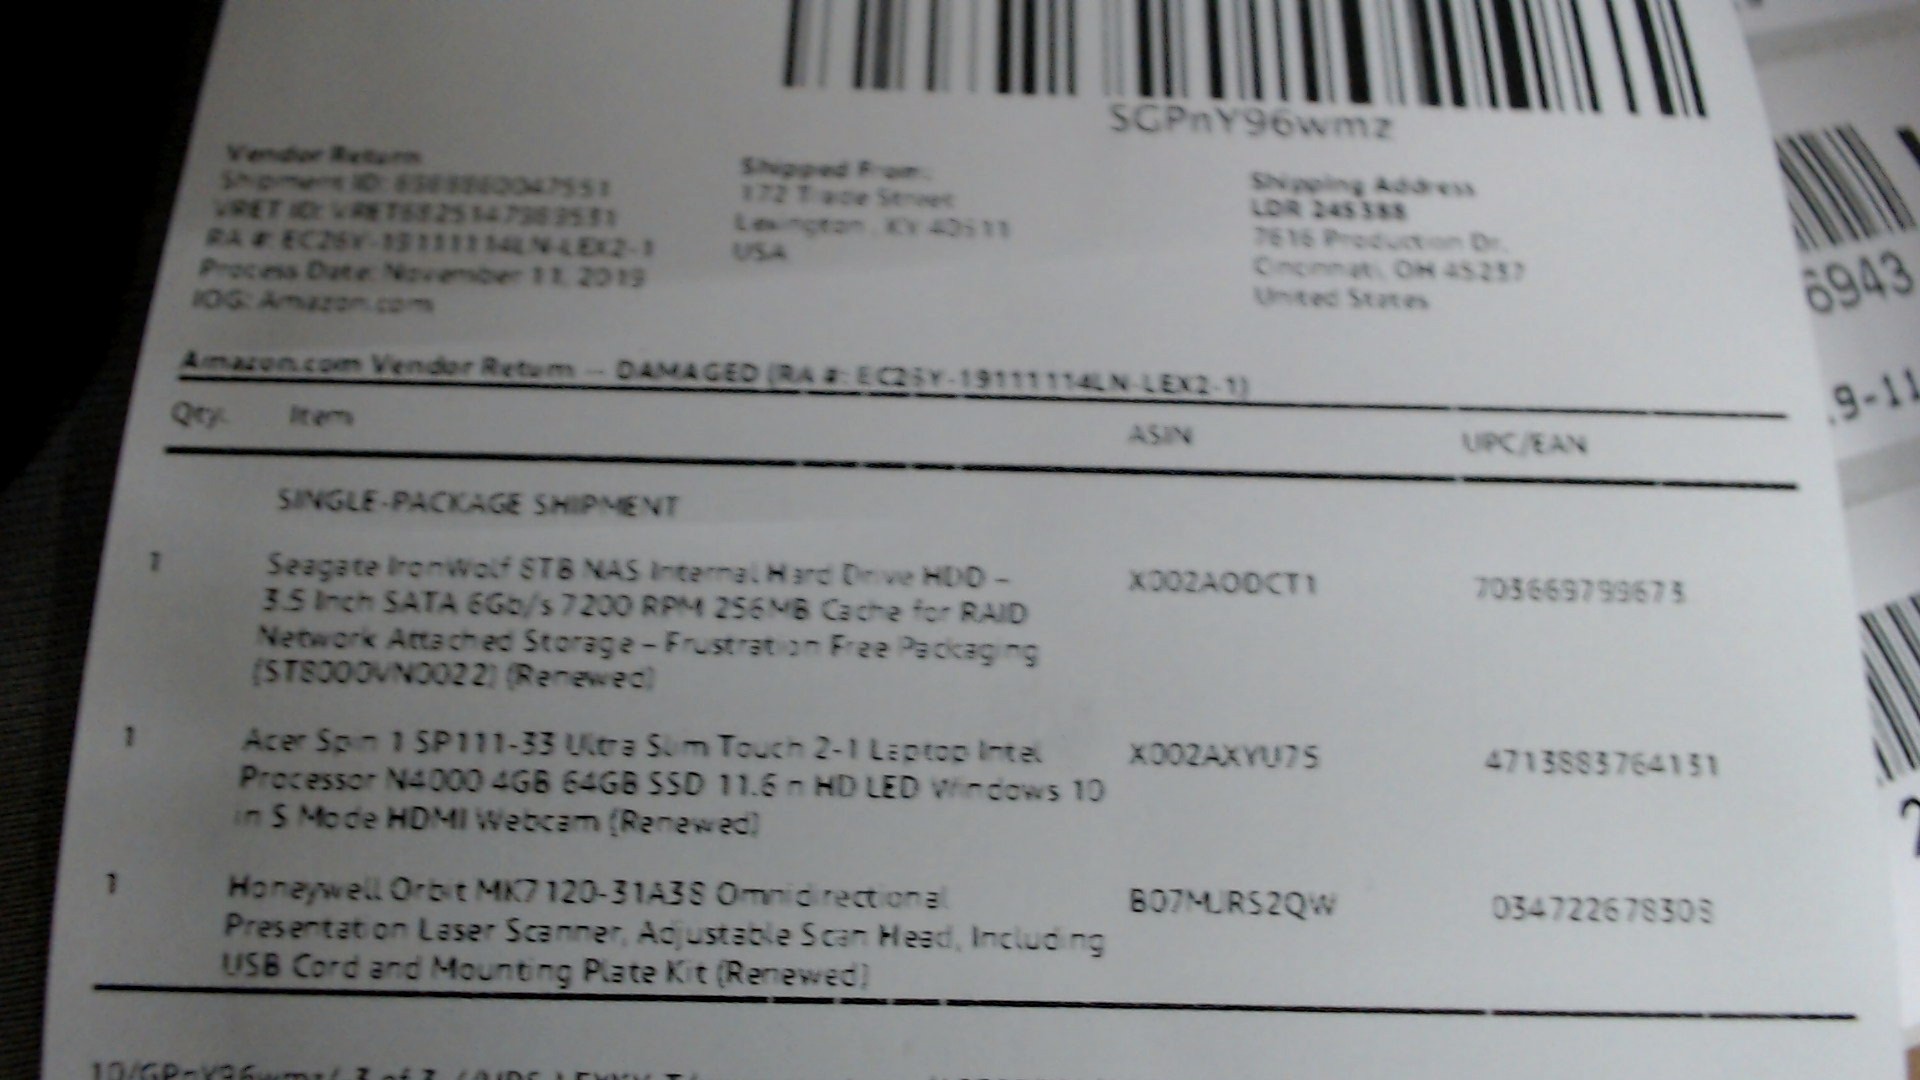 SGPnY96wmz
Vendor Return
Shipment ID:
VRET ID:
RA #: EC26Y-19111114LN-LEX2-1
Process Date: November 11, 2019
IOG: Amazon.com
Shipped From:
172 Trade Street
Lexington, KY 40511
USA
Shipping Address
LDR 245388
7616 Production Dr.
Cincinnati, OH 45237
United States
Amazon.com Vendor Return -- DAMAGED (RA #: EC26Y-19111114LN-LEX2-1)
Qty. Item ASIN UPC/EAN
SINGLE-PACKAGE SHIPMENT
1 Seagate IronWolf 8TB NAS Internal Hard Drive HDD – X002AODCT1
3.5 Inch SATA 6Gb/s 7200 RPM 256MB Cache for RAID
Network Attached Storage – Frustration Free Packaging
(ST8000VN0022) (Renewed)
1 Acer Spin 1 SP111-33 Ultra Slim Touch 2-1 Laptop Intel X002AXYU75 4713883764131
Processor N4000 4GB 64GB SSD 11.6in HD LED Windows 10
in S Mode HDMI Webcam (Renewed)
1 Honeywell Orbit MK7120-31A38 Omnidirectional B07MJRS2QW 034722678308
Presentation Laser Scanner, Adjustable Scan Head, Including
USB Cord and Mounting Plate Kit (Renewed)
6943
9-11
2